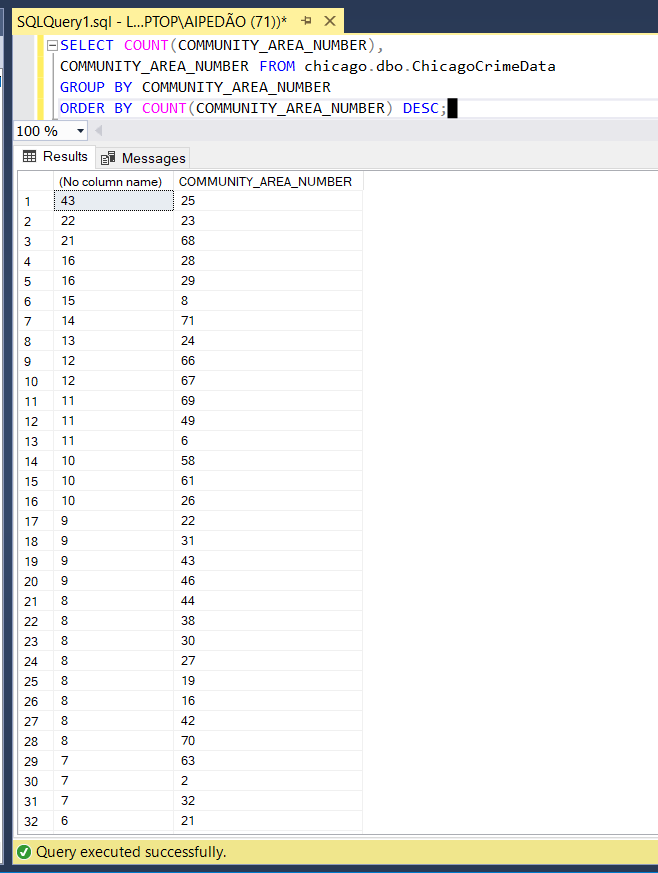 SQLQuery1.sql - L...PTOP\AIPEDÃO (71))*
SELECT COUNT(COMMUNITY_AREA_NUMBER),
COMMUNITY_AREA_NUMBER FROM chicago.dbo.ChicagoCrimeData
GROUP BY COMMUNITY_AREA_NUMBER
ORDER BY COUNT(COMMUNITY_AREA_NUMBER) DESC;
100 %
Results Messages
(No column name) COMMUNITY_AREA_NUMBER
1 43 25
2 22 23
3 21 68
4 16 28
5 16 29
6 15 8
7 14 71
8 13 24
9 12 66
10 12 67
11 11 69
12 11 49
13 11 6
14 10 58
15 10 61
16 10 26
17 9 22
18 9 31
19 9 43
20 9 46
21 8 44
22 8 38
23 8 30
24 8 27
25 8 19
26 8 16
27 8 42
28 8 70
29 7 63
30 7 2
31 7 32
32 6 21
Query executed successfully.